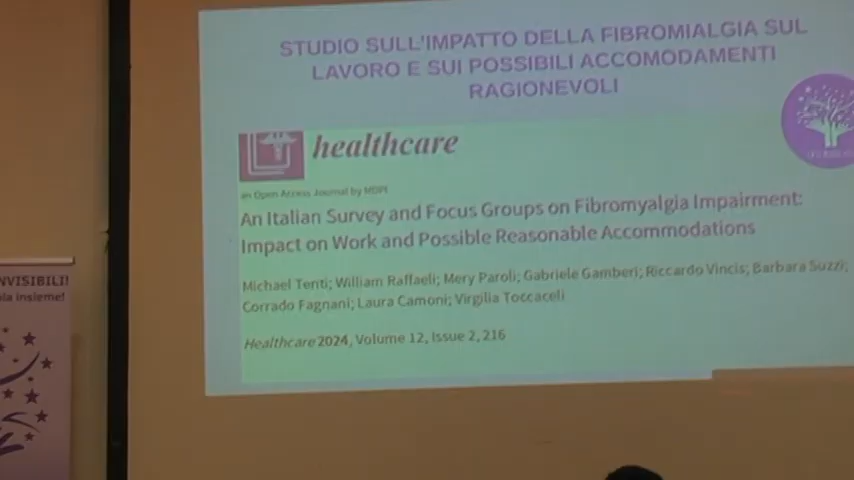 STUDIO SULL'IMPATTO DELLA FIBROMIALGIA SUL
LAVORO E SUI POSSIBILI ACCOMODAMENTI
RAGIONEVOLI
healthcare
an Open Access Journal by MDPI
An Italian Survey and Focus Groups on Fibromyalgia Impairment:
Impact on Work and Possible Reasonable Accommodations
Michael Tenti; William Raffaeli; Mery Paroli; Gabriele Gamberi; Riccardo Vincis; Barbara Suzzi;
Corrado Fagnani; Laura Camoni; Virgilia Toccaceli
Healthcare 2024, Volume 12, Issue 2, 216
NVISIBILI!
la insieme!